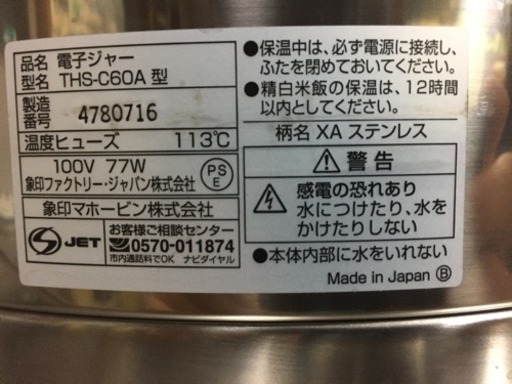 品名 電子ジャー
型名 THS-C60A 型
製造
番号 4780716
温度ヒューズ 113℃
100V 77W
象印ファクトリー・ジャパン株式会社
PS
E
象印マホービン株式会社
JET
お客様ご相談センター
0570-011874
市内通話料でOK ナビダイヤル
●保温中は、必ず電源に接続し、
ふたを閉めておいてください。
●精白米飯の保温は、12時間
以内としてください。
柄名 XA ステンレス
警告
感電の恐れあり
水につけたり、水を
かけたりしない
●本体内部に水をいれない
Made in Japan Ⓑ